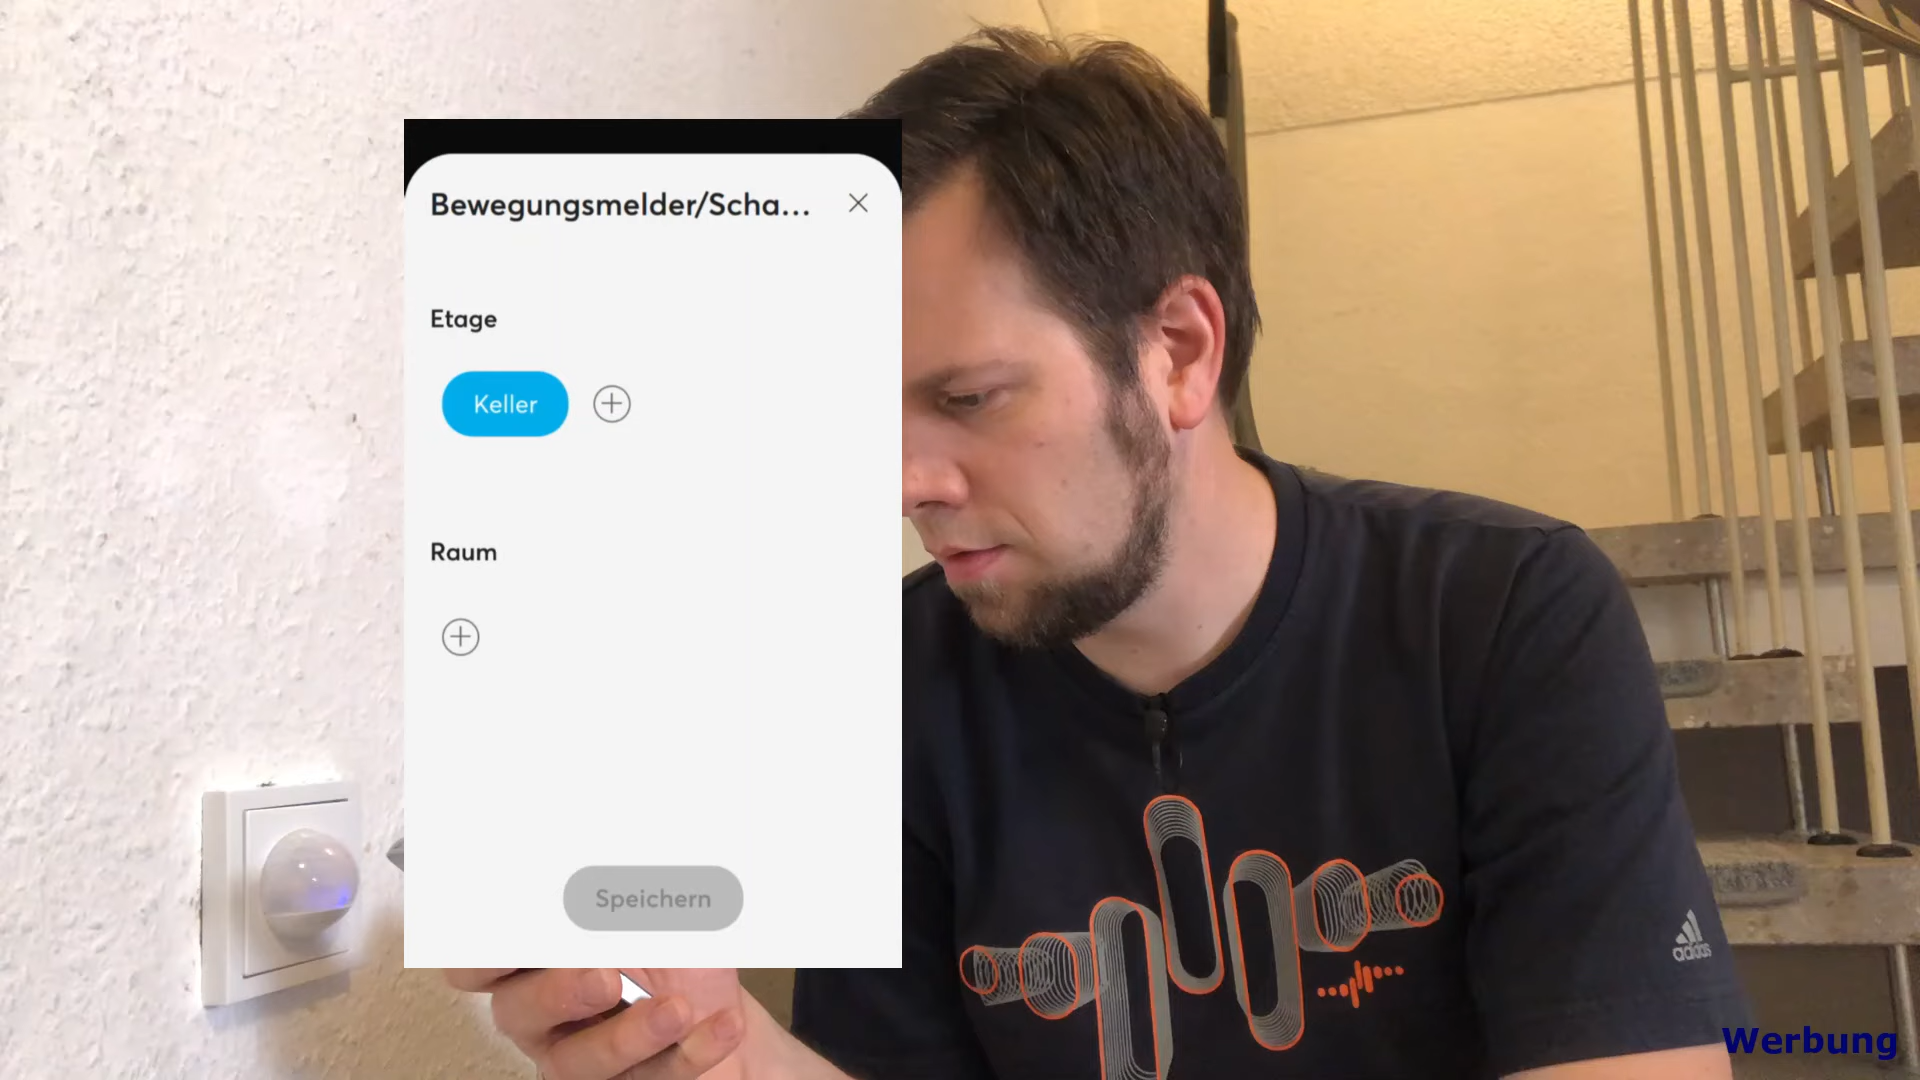 Bewegungsmelder/Scha...
Etage
Keller
Raum
Speichern
adidas
Werbung